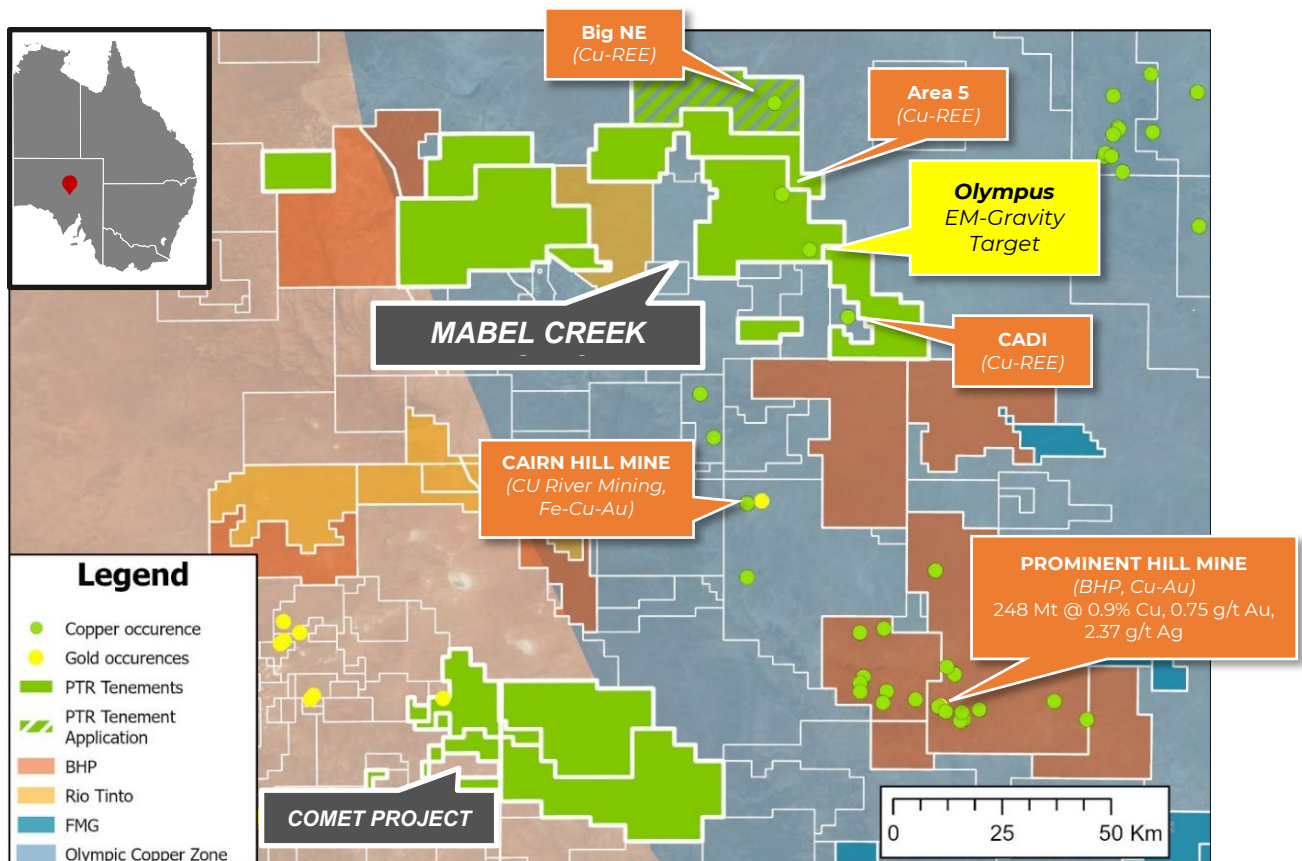 Big NE
(Cu-REE)
Area 5
(Cu-REE)
Olympus
EM-Gravity
Target
MABEL CREEK
CADI
(Cu-REE)
CAIRN HILL MINE
(CU River Mining,
Fe-Cu-Au)
PROMINENT HILL MINE
(BHP, Cu-Au)
248 Mt @ 0.9% Cu, 0.75 g/t Au,
2.37 g/t Ag
Legend
Copper occurence
Gold occurences
PTR Tenements
PTR Tenement
Application
BHP
Rio Tinto
FMG
Olympic Copper Zone
COMET PROJECT
0 25 50 Km